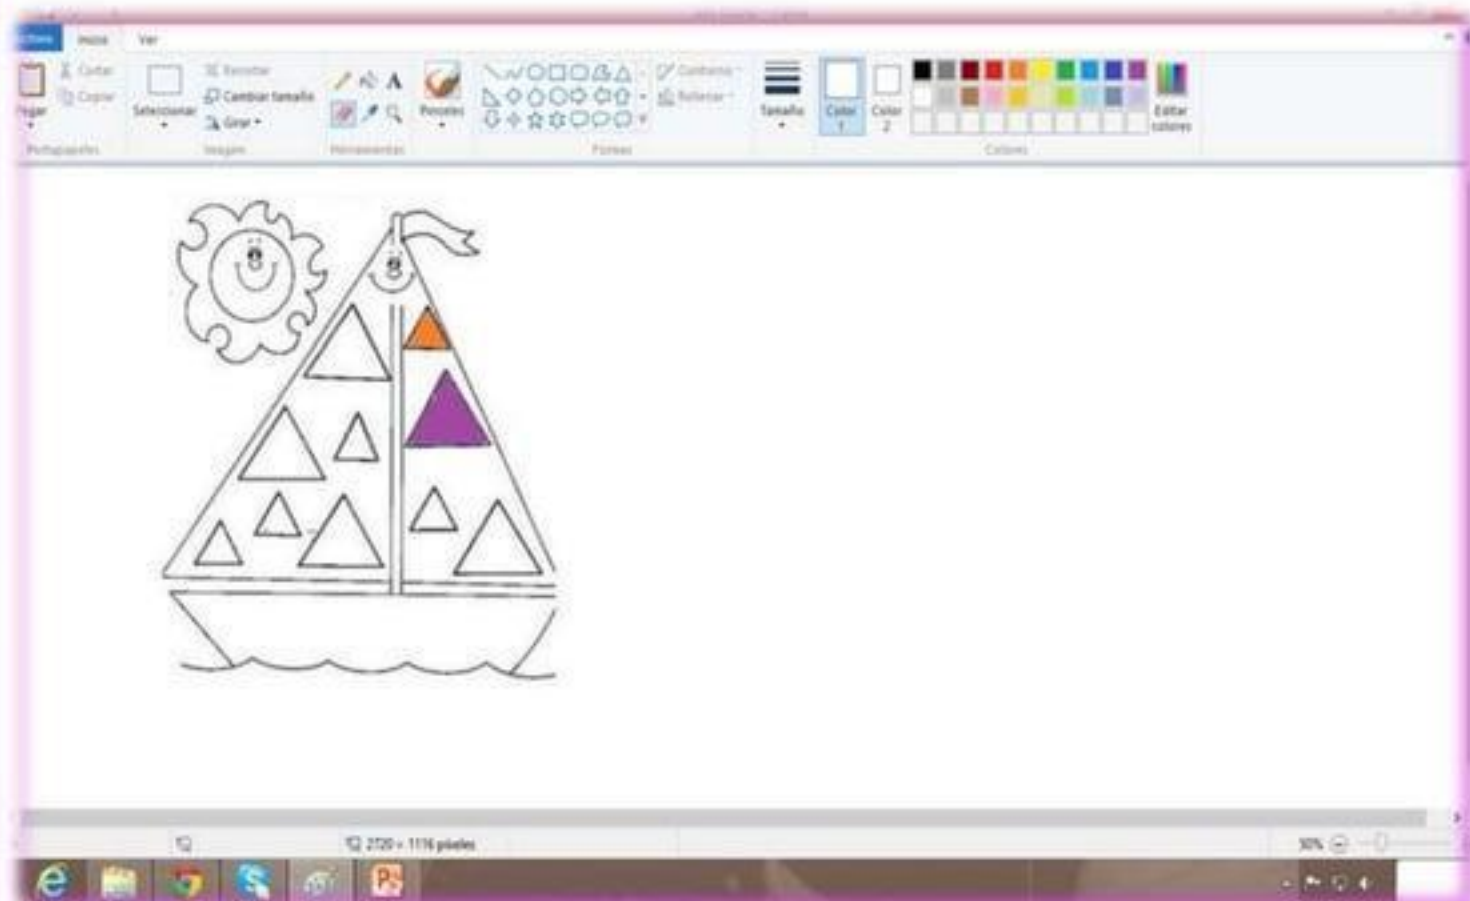 Inicio Ver
Cortar
Copiar
Pegar
Seleccionar
Recortar
Cambiar tamaño
Girar
A
Pinceles
Contorno
Rellenar
Tamaño
Color 1
Color 2
Editar colores
Portapapeles Imagen Herramientas Formas Colores
2720 × 1116 píxeles
50%